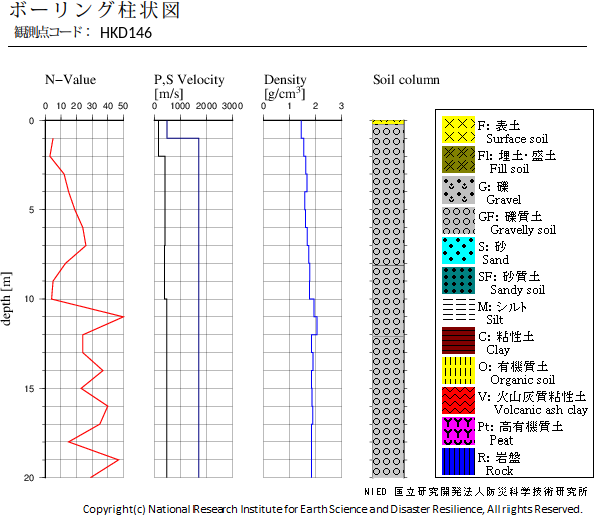 ボーリング柱状図
観測点コード： HKD146
N−Value P,S Velocity Density Soil column
[m/s] [g/cm3]
0 10 20 30 40 50 0 1000 2000 3000 0 1 2 3
depth [m]
0
5
10
15
20
F: 表土
Surface soil
Fl: 埋土・盛土
Fill soil
G: 礫
Gravel
GF: 礫質土
Gravelly soil
S: 砂
Sand
SF: 砂質土
Sandy soil
M: シルト
Silt
C: 粘性土
Clay
O: 有機質土
Organic soil
V: 火山灰質粘性土
Volcanic ash clay
Pt: 高有機質土
Peat
R: 岩盤
Rock
NIED 国立研究開発法人防災科学技術研究所
Copyright(c) National Research Institute for Earth Science and Disaster Resilience, All rights Reserved.